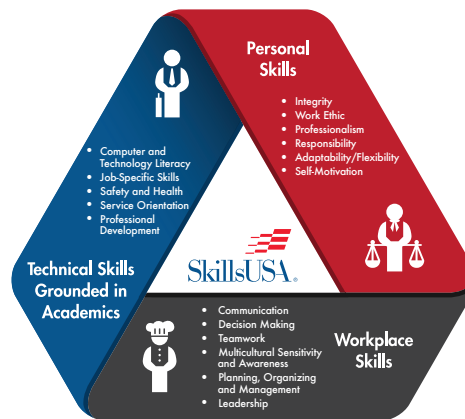 Personal
Skills
• Integrity
• Work Ethic
• Professionalism
• Responsibility
• Adaptability/Flexibility
• Self-Motivation
• Computer and
Technology Literacy
• Job-Specific Skills
• Safety and Health
• Service Orientation
• Professional
Development
Technical Skills
Grounded in
Academics
SkillsUSA®
• Communication
• Decision Making
• Teamwork
• Multicultural Sensitivity
and Awareness
• Planning, Organizing
and Management
• Leadership
Workplace
Skills